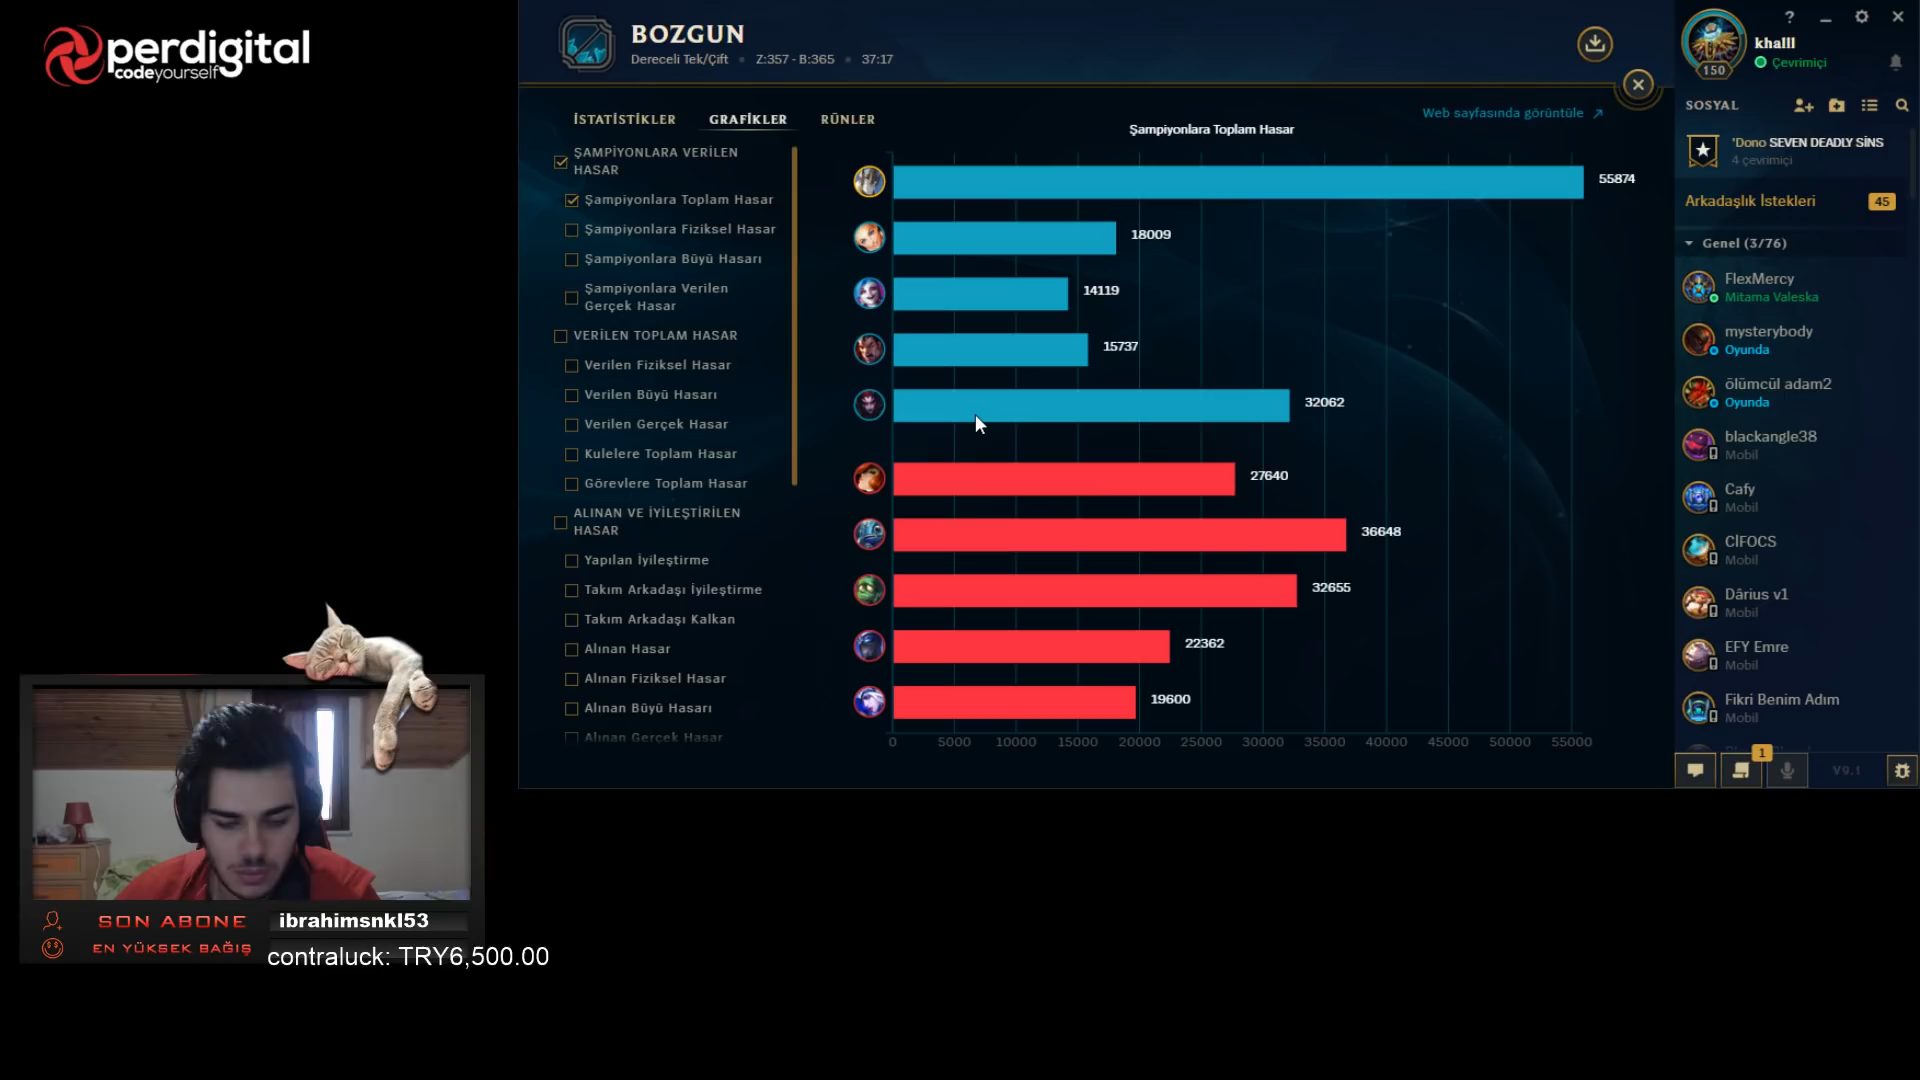 perdigital
codeyourself
BOZGUN
Dereceli Tek/Çift • Z:357 - B:365 • 37:17
İSTATİSTİKLER GRAFİKLER RÜNLER
Web sayfasında görüntüle
ŞAMPİYONLARA VERİLEN
HASAR
Şampiyonlara Toplam Hasar
Şampiyonlara Fiziksel Hasar
Şampiyonlara Büyü Hasarı
Şampiyonlara Verilen
Gerçek Hasar
VERİLEN TOPLAM HASAR
Verilen Fiziksel Hasar
Verilen Büyü Hasarı
Verilen Gerçek Hasar
Kulelere Toplam Hasar
Görevlere Toplam Hasar
ALINAN VE İYİLEŞTİRİLEN
HASAR
Yapılan İyileştirme
Takım Arkadaşı İyileştirme
Takım Arkadaşı Kalkan
Alınan Hasar
Alınan Fiziksel Hasar
Alınan Büyü Hasarı
Alınan Gerçek Hasar
Şampiyonlara Toplam Hasar
55874
18009
14119
15737
32062
27640
36648
32655
22362
19600
0 5000 10000 15000 20000 25000 30000 35000 40000 45000 50000 55000
150
khalll
Çevrimiçi
SOSYAL
'Dono SEVEN DEADLY SİNS
4 çevrimiçi
Arkadaşlık İstekleri 45
Genel (3/76)
FlexMercy
Mitama Valeska
mysterybody
Oyunda
ölümcül adam2
Oyunda
blackangle38
Mobil
Cafy
Mobil
ClFOCS
Mobil
Dârius v1
Mobil
EFY Emre
Mobil
Fikri Benim Adım
Mobil
1
V9.1
SON ABONE ibrahimsnkl53
EN YÜKSEK BAĞIŞ contraluck: TRY6,500.00